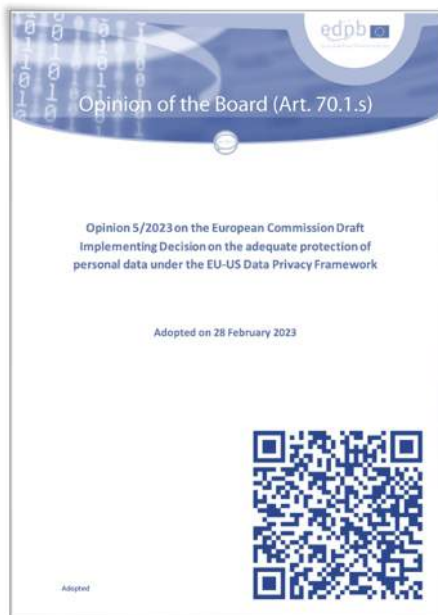 edpb
Opinion of the Board (Art. 70.1.s)
Opinion 5/2023 on the European Commission Draft
Implementing Decision on the adequate protection of
personal data under the EU-US Data Privacy Framework
Adopted on 28 February 2023
Adopted